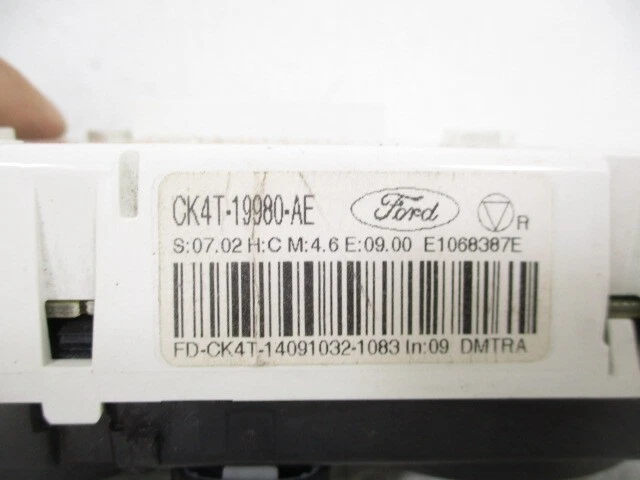 CK4T-19980-AE Ford R
S:07.02 H:C M:4.6 E:09.00 E1068387E
FD-CK4T-14091032-1083 In:09 DMTRA